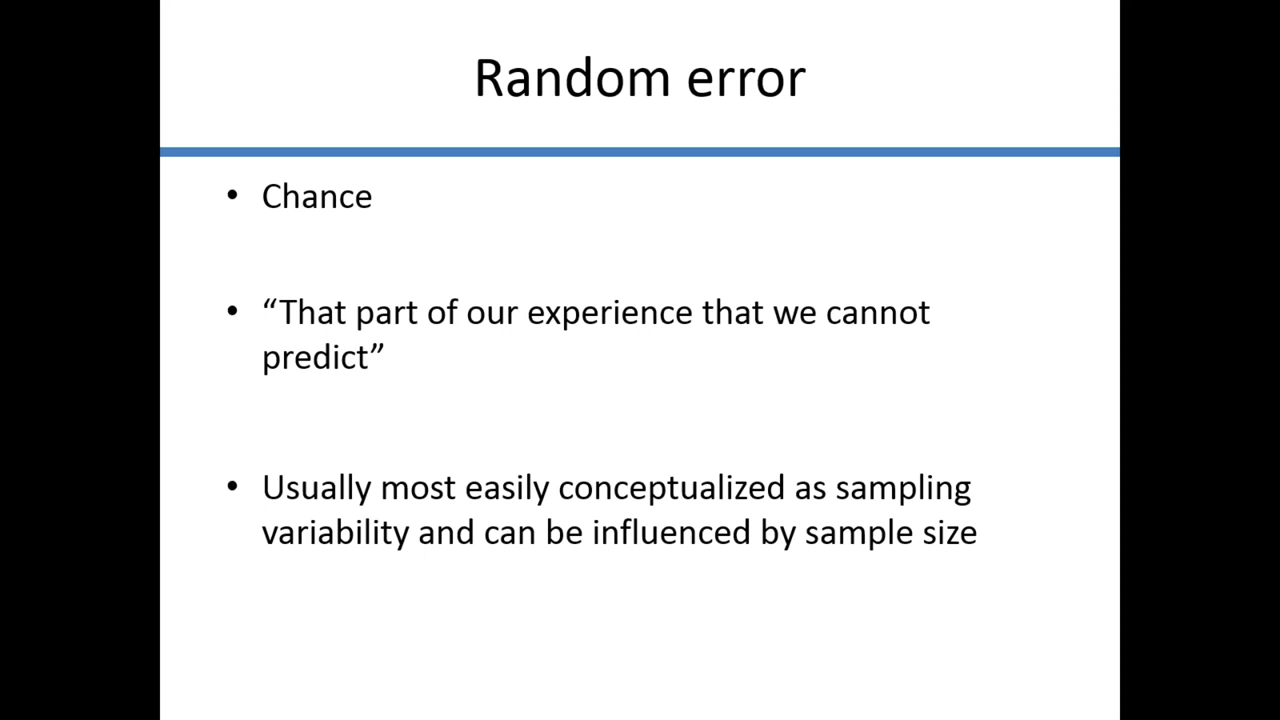 Random error
• Chance
• “That part of our experience that we cannot
predict”
• Usually most easily conceptualized as sampling
variability and can be influenced by sample size